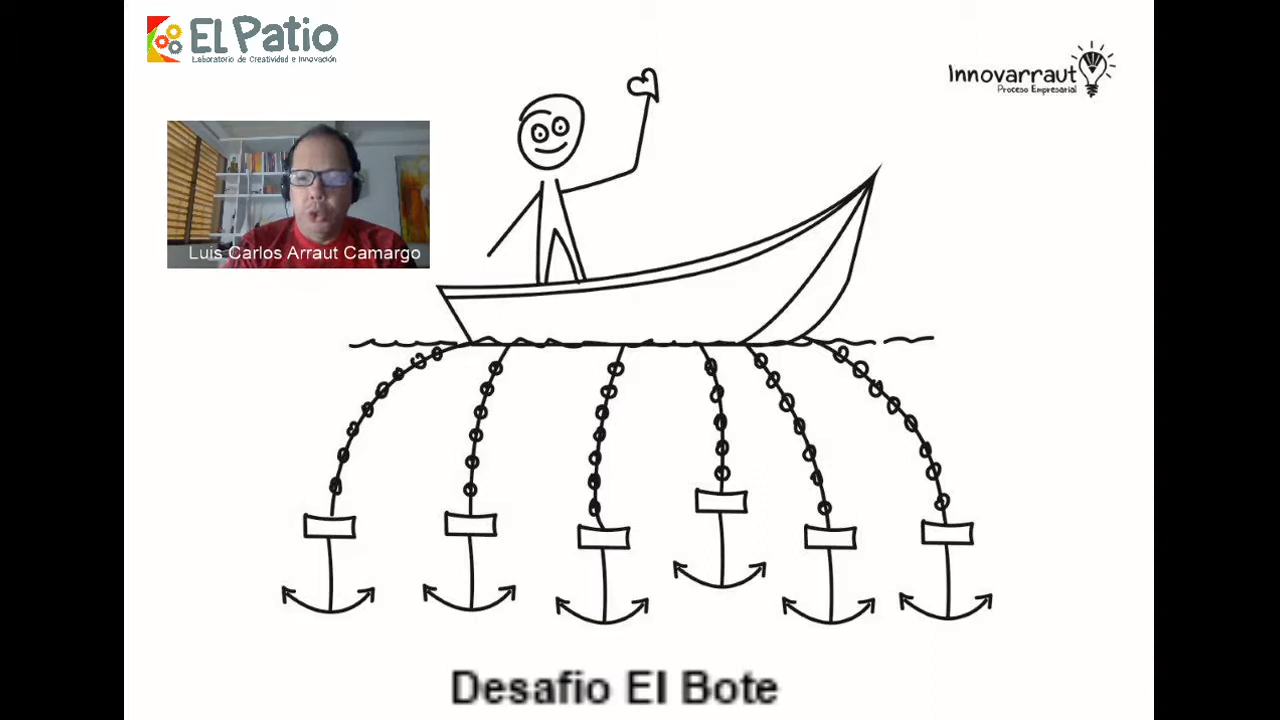 EL Patio
Laboratorio de Creatividad e Innovación
Innovarraut
Proceso Empresarial
Luis Carlos Arraut Camargo
Desafio El Bote